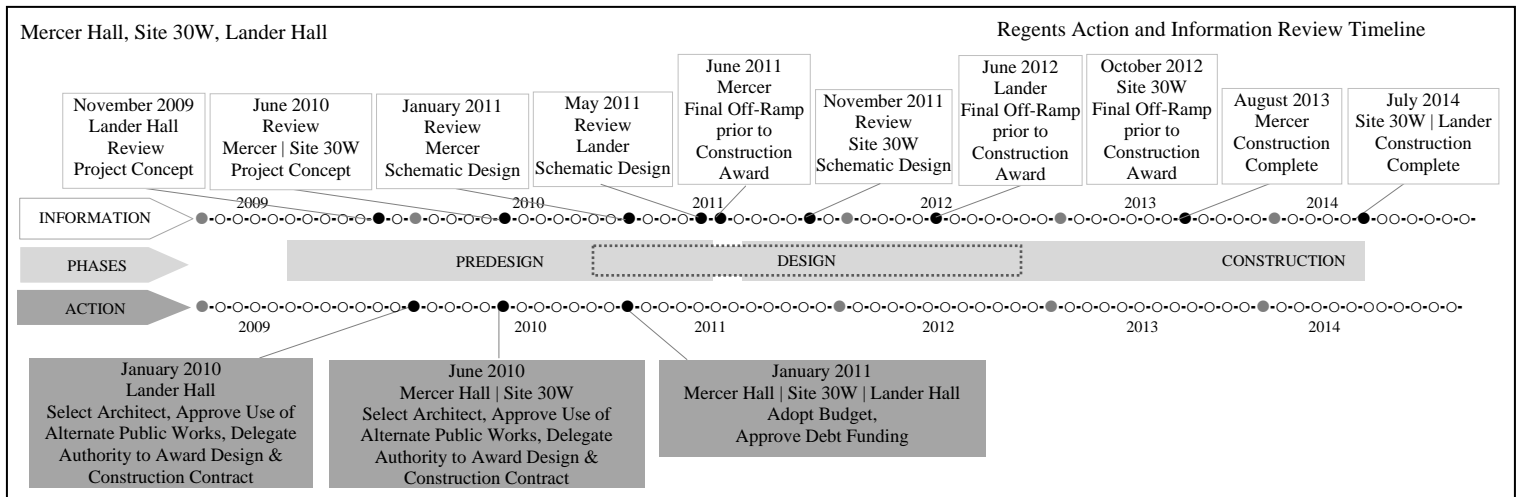 Mercer Hall, Site 30W, Lander Hall
Regents Action and Information Review Timeline
November 2009
Lander Hall
Review
Project Concept
June 2010
Review
Mercer | Site 30W
Project Concept
January 2011
Review
Mercer
Schematic Design
May 2011
Review
Lander
Schematic Design
June 2011
Mercer
Final Off-Ramp
prior to
Construction
Award
November 2011
Review
Site 30W
Schematic Design
June 2012
Lander
Final Off-Ramp
prior to
Construction
Award
October 2012
Site 30W
Final Off-Ramp
prior to
Construction
Award
August 2013
Mercer
Construction
Complete
July 2014
Site 30W | Lander
Construction
Complete
2009 2010 2011 2012 2013 2014
INFORMATION
PHASES
PREDESIGN
DESIGN
CONSTRUCTION
ACTION
2009 2010 2011 2012 2013 2014
January 2010
Lander Hall
Select Architect, Approve Use of
Alternate Public Works, Delegate
Authority to Award Design &
Construction Contract
June 2010
Mercer Hall | Site 30W
Select Architect, Approve Use of
Alternate Public Works, Delegate
Authority to Award Design &
Construction Contract
January 2011
Mercer Hall | Site 30W | Lander Hall
Adopt Budget,
Approve Debt Funding